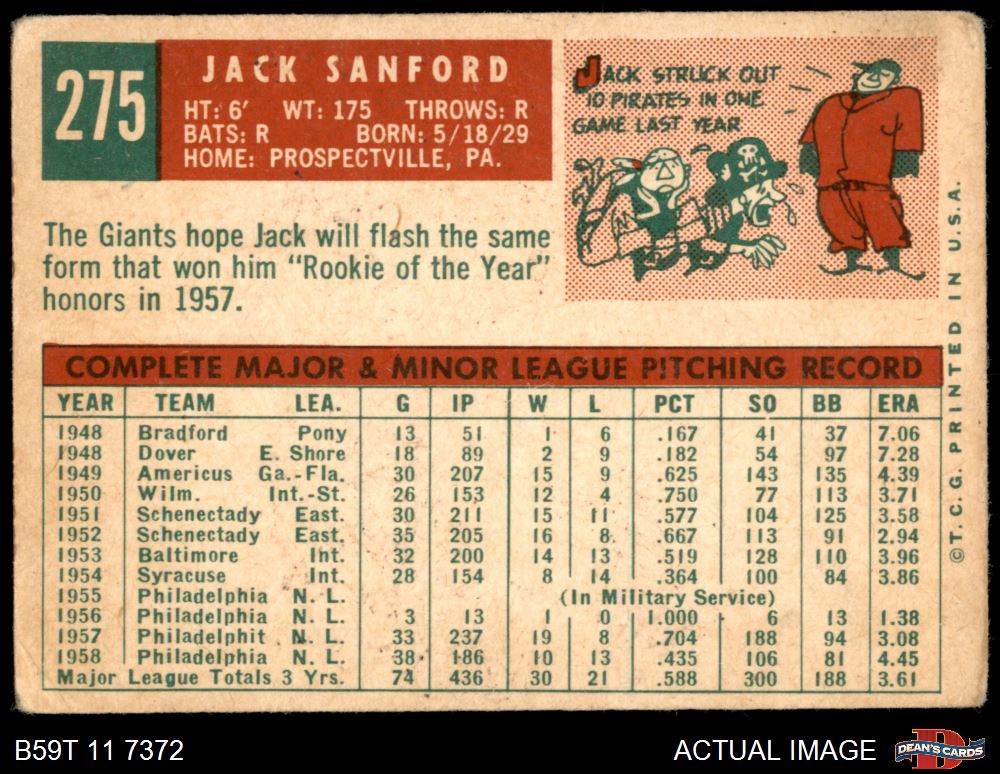 275
JACK SANFORD
HT: 6' WT: 175 THROWS: R
BATS: R BORN: 5/18/29
HOME: PROSPECTVILLE, PA.
JACK STRUCK OUT
10 PIRATES IN ONE
GAME LAST YEAR
The Giants hope Jack will flash the same
form that won him "Rookie of the Year"
honors in 1957.
COMPLETE MAJOR & MINOR LEAGUE PITCHING RECORD
YEAR TEAM LEA. G IP W L PCT SO BB ERA
1948 Bradford Pony 13 51 1 6 .167 41 37 7.06
1948 Dover E. Shore 18 89 2 9 .182 54 97 7.28
1949 Americus Ga.-Fla. 30 207 15 9 .625 143 135 4.39
1950 Wilm. Int.-St. 26 153 12 4 .750 77 113 3.71
1951 Schenectady East. 30 211 15 11 .577 104 125 3.58
1952 Schenectady East. 35 205 16 8 .667 113 91 2.94
1953 Baltimore Int. 32 200 14 13 .519 128 110 3.96
1954 Syracuse Int. 28 154 8 14 .364 100 84 3.86
1955 Philadelphia N. L. (In Military Service)
1956 Philadelphia N. L. 3 13 1 0 1.000 6 13 1.38
1957 Philadelphit N. L. 33 237 19 8 .704 188 94 3.08
1958 Philadelphia N. L. 38 186 10 13 .435 106 81 4.45
Major League Totals 3 Yrs. 74 436 30 21 .588 300 188 3.61
©T. C. G. PRINTED IN U.S.A.
B59T 11 7372
ACTUAL IMAGE
D
DEAN'S CARDS